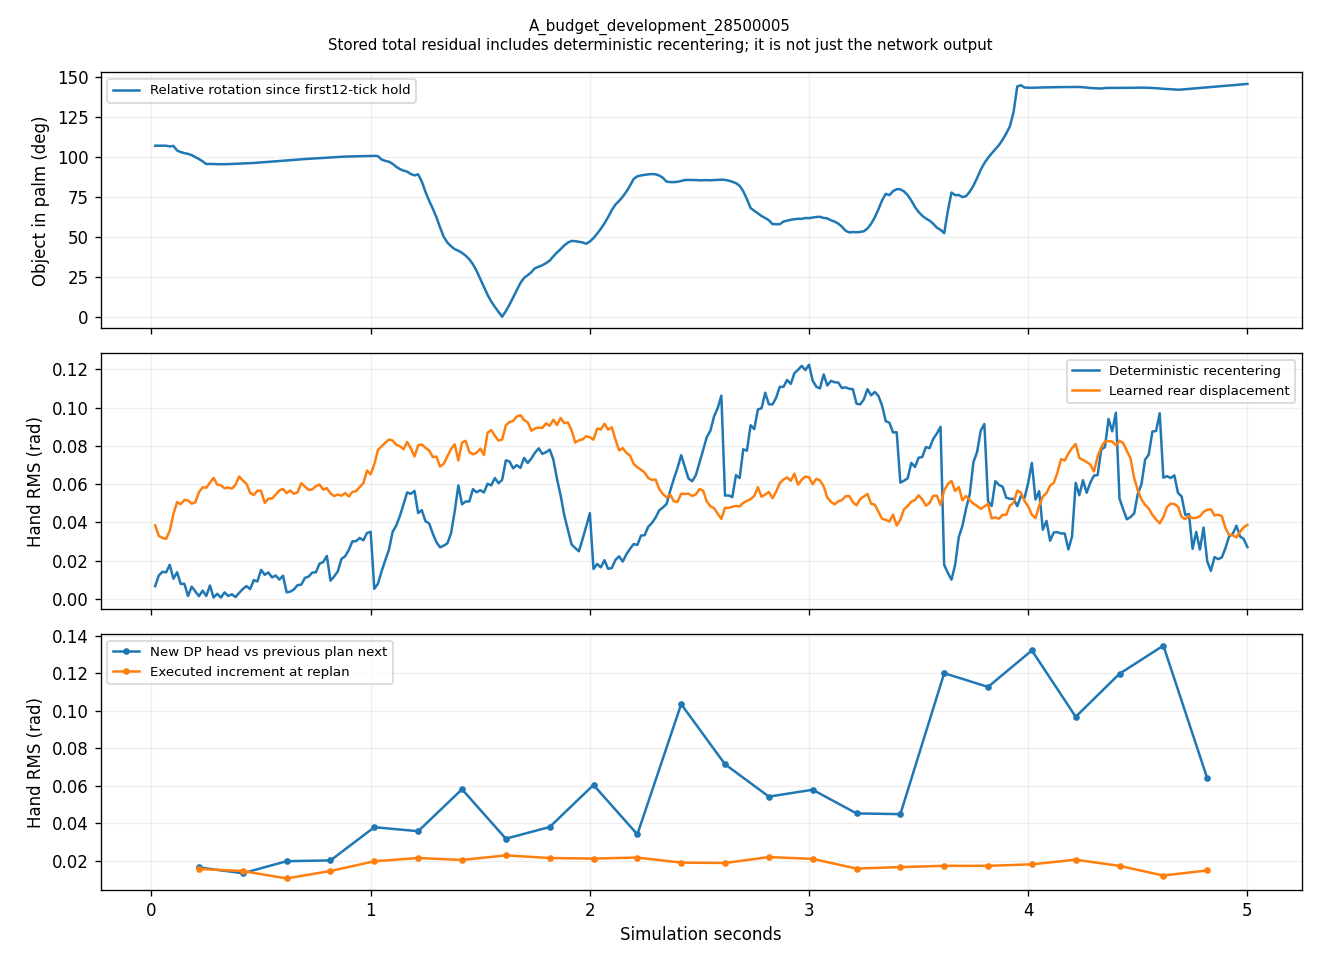 A_budget_development_28500005
Stored total residual includes deterministic recentering; it is not just the network output
Object in palm (deg)
150
125
100
75
50
25
0
Relative rotation since first12-tick hold
Hand RMS (rad)
0.12
0.10
0.08
0.06
0.04
0.02
0.00
Deterministic recentering
Learned rear displacement
Hand RMS (rad)
0.14
0.12
0.10
0.08
0.06
0.04
0.02
New DP head vs previous plan next
Executed increment at replan
0 1 2 3 4 5
Simulation seconds